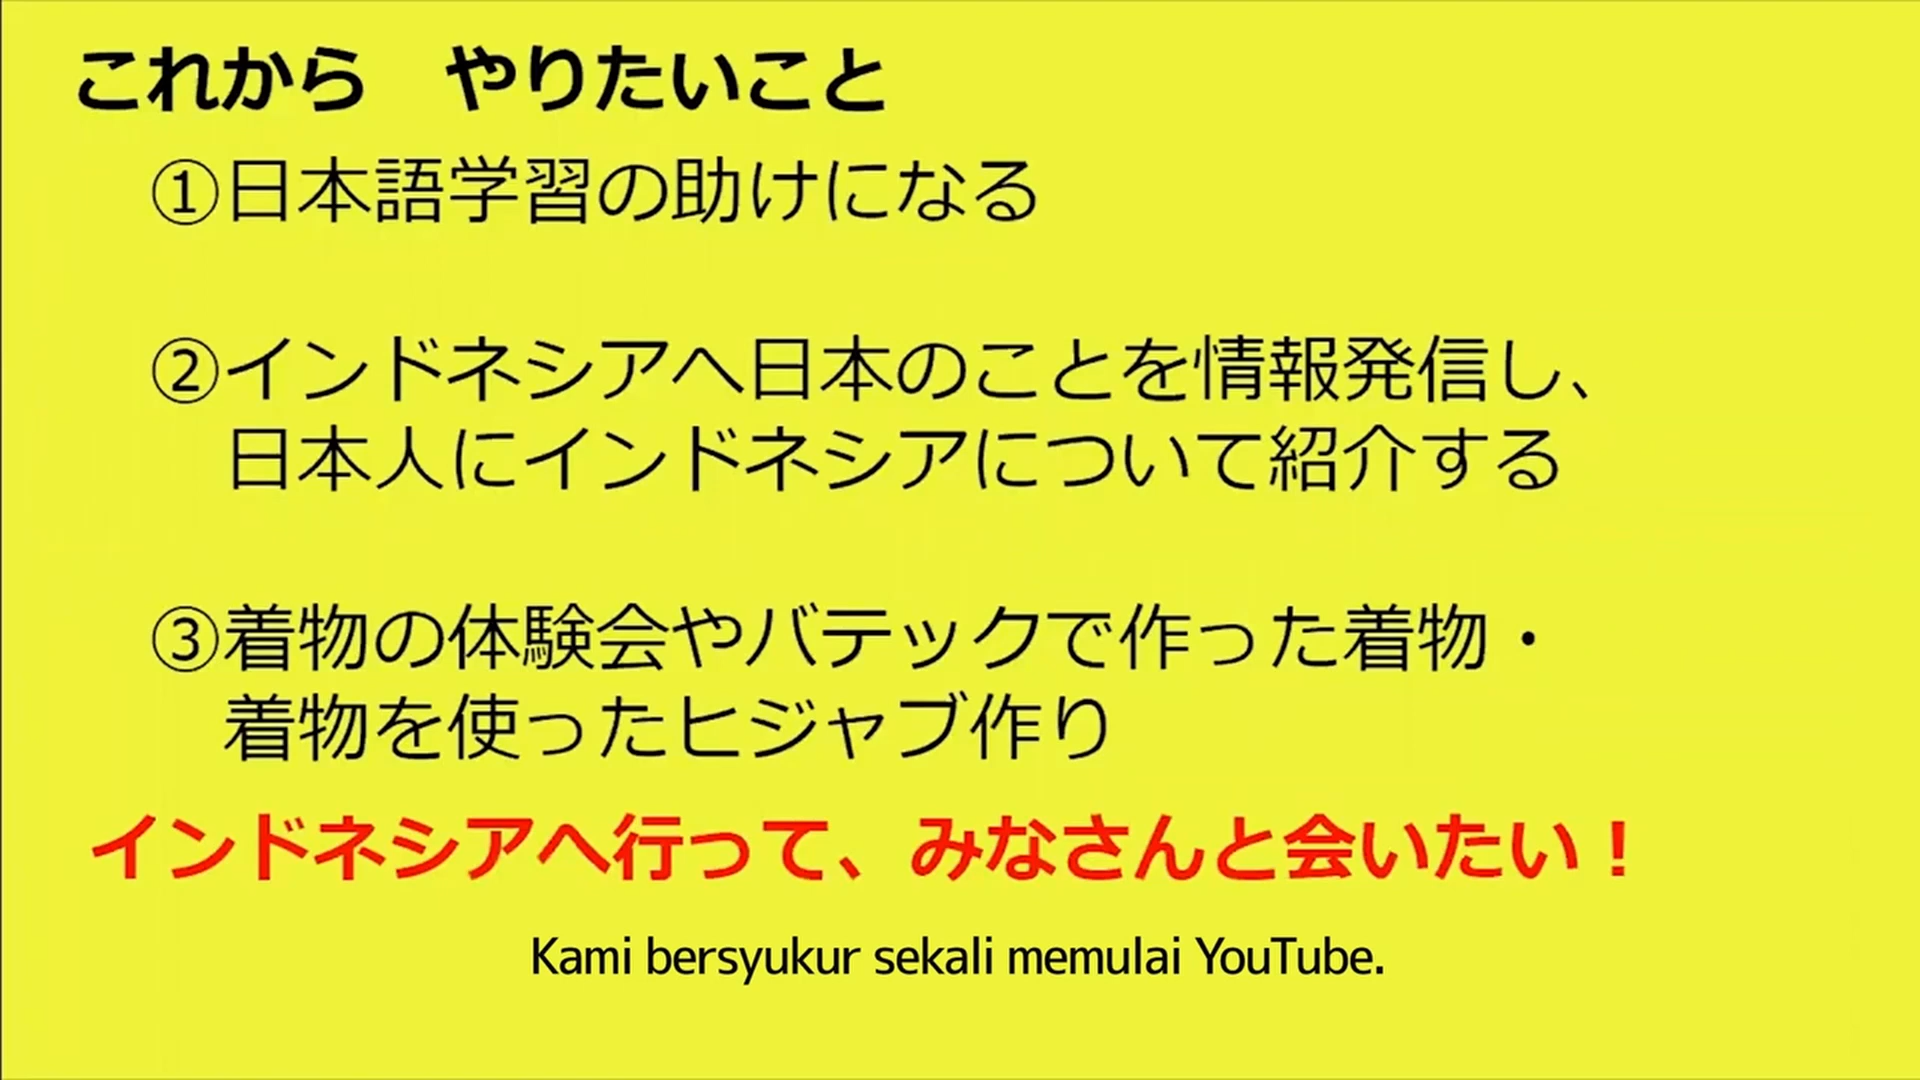 これから　やりたいこと
①日本語学習の助けになる
②インドネシアへ日本のことを情報発信し、
日本人にインドネシアについて紹介する
③着物の体験会やバテックで作った着物・
着物を使ったヒジャブ作り
インドネシアへ行って、みなさんと会いたい！
Kami bersyukur sekali memulai YouTube.